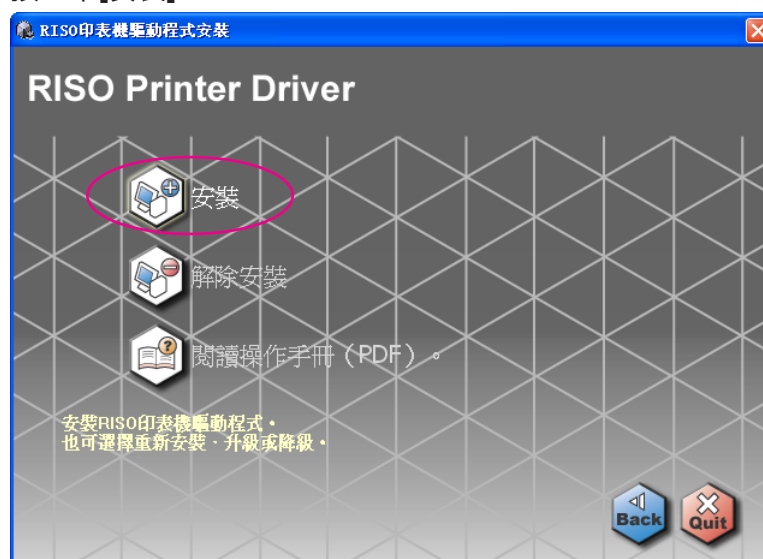 RISO印表機驅動程式安裝
RISO Printer Driver
安裝
解除安裝
閱讀操作手冊（PDF）。
安裝RISO印表機驅動程式。
也可選擇重新安裝、升級或降級。
Back
Quit